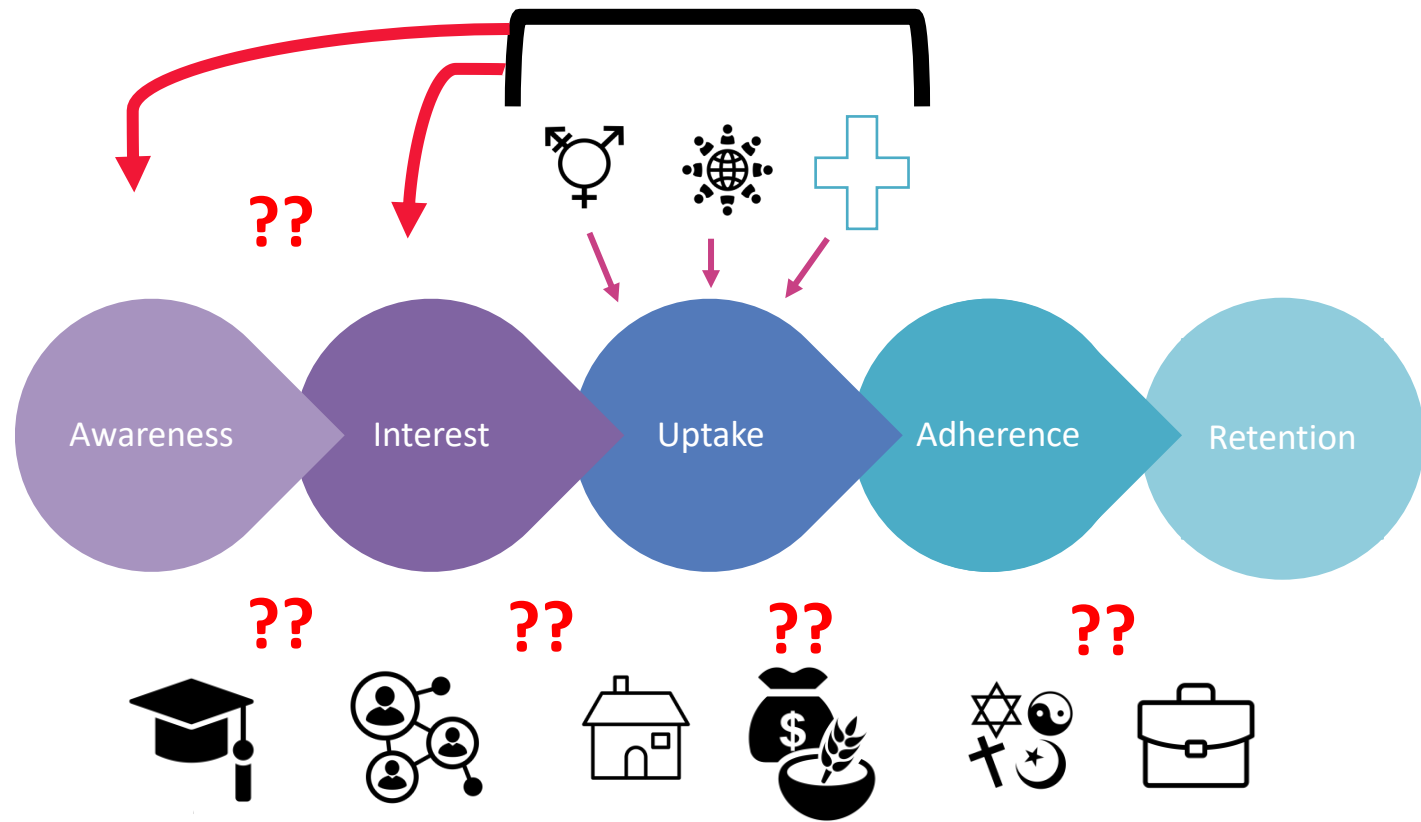 ??
Awareness
Interest
Uptake
Adherence
Retention
??
??
??
??
$